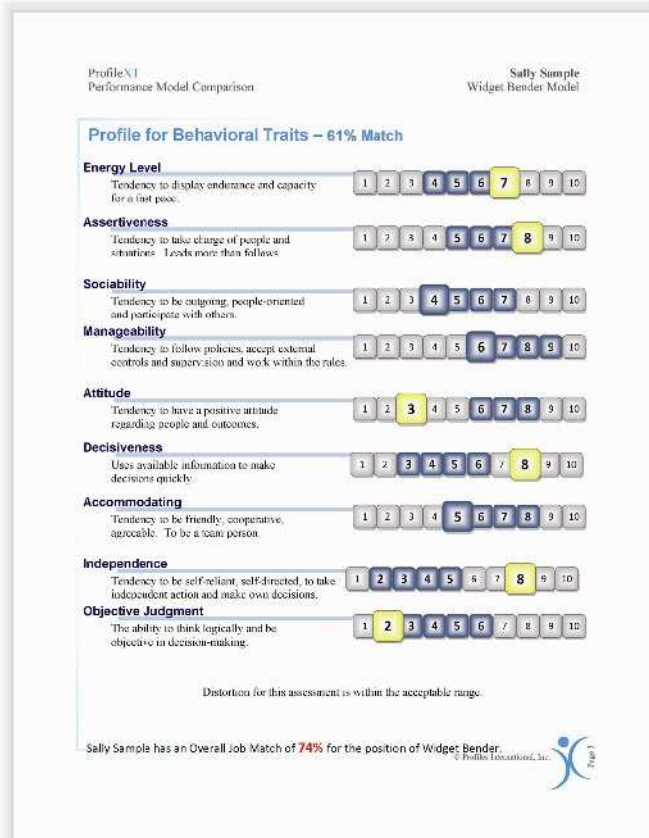 ProfileXT
Performance Model Comparison
Sally Sample
Widget Bender Model
Profile for Behavioral Traits – 61% Match
Energy Level
Tendency to display endurance and capacity
for a fast pace.
1 2 3 4 5 6 7 8 9 10
Assertiveness
Tendency to take charge of people and
situations. Leads more than follows
1 2 3 4 5 6 7 8 9 10
Sociability
Tendency to be outgoing, people-oriented
and participate with others.
1 2 3 4 5 6 7 8 9 10
Manageability
Tendency to follow policies, accept external
controls and supervision and work within the rules.
1 2 3 4 5 6 7 8 9 10
Attitude
Tendency to have a positive attitude
regarding people and outcomes.
1 2 3 4 5 6 7 8 9 10
Decisiveness
Uses available information to make
decisions quickly.
1 2 3 4 5 6 7 8 9 10
Accommodating
Tendency to be friendly, cooperative,
agreeable. To be a team person
1 2 3 4 5 6 7 8 9 10
Independence
Tendency to be self-reliant, self-directed, to take
independent action and make own decisions.
1 2 3 4 5 6 7 8 9 10
Objective Judgment
The ability to think logically and be
objective in decision-making.
1 2 3 4 5 6 7 8 9 10
Distortion for this assessment is within the acceptable range.
Sally Sample has an Overall Job Match of 74% for the position of Widget Bender.
© Profiles International, Inc.
Page 3